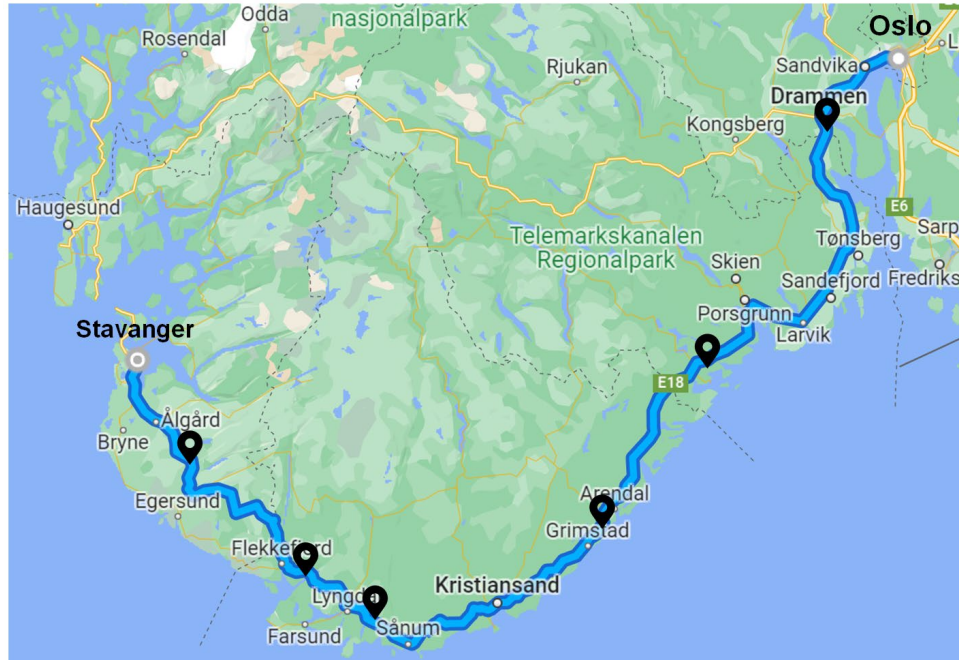 Odda
nasjonalpark
Rosendal
Oslo
Sandvika
Rjukan
Drammen
Kongsberg
Haugesund
E6
Telemarkskanalen
Regionalpark
Tønsberg
Sarp
Skien
Sandefjord
Fredriks
Porsgrunn
Larvik
Stavanger
E18
Ålgård
Bryne
Egersund
Arendal
Grimstad
Flekkefjord
Kristiansand
Lyngda
Farsund
Sånum